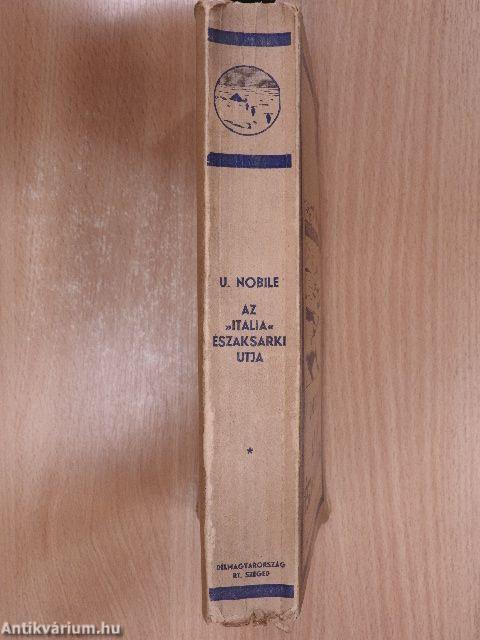 U. NOBILE
AZ
»ITALIA«
ÉSZAKSARKI
UTJA
*
DÉLMAGYARORSZÁG
RT. SZEGED
Antikvárium.hu